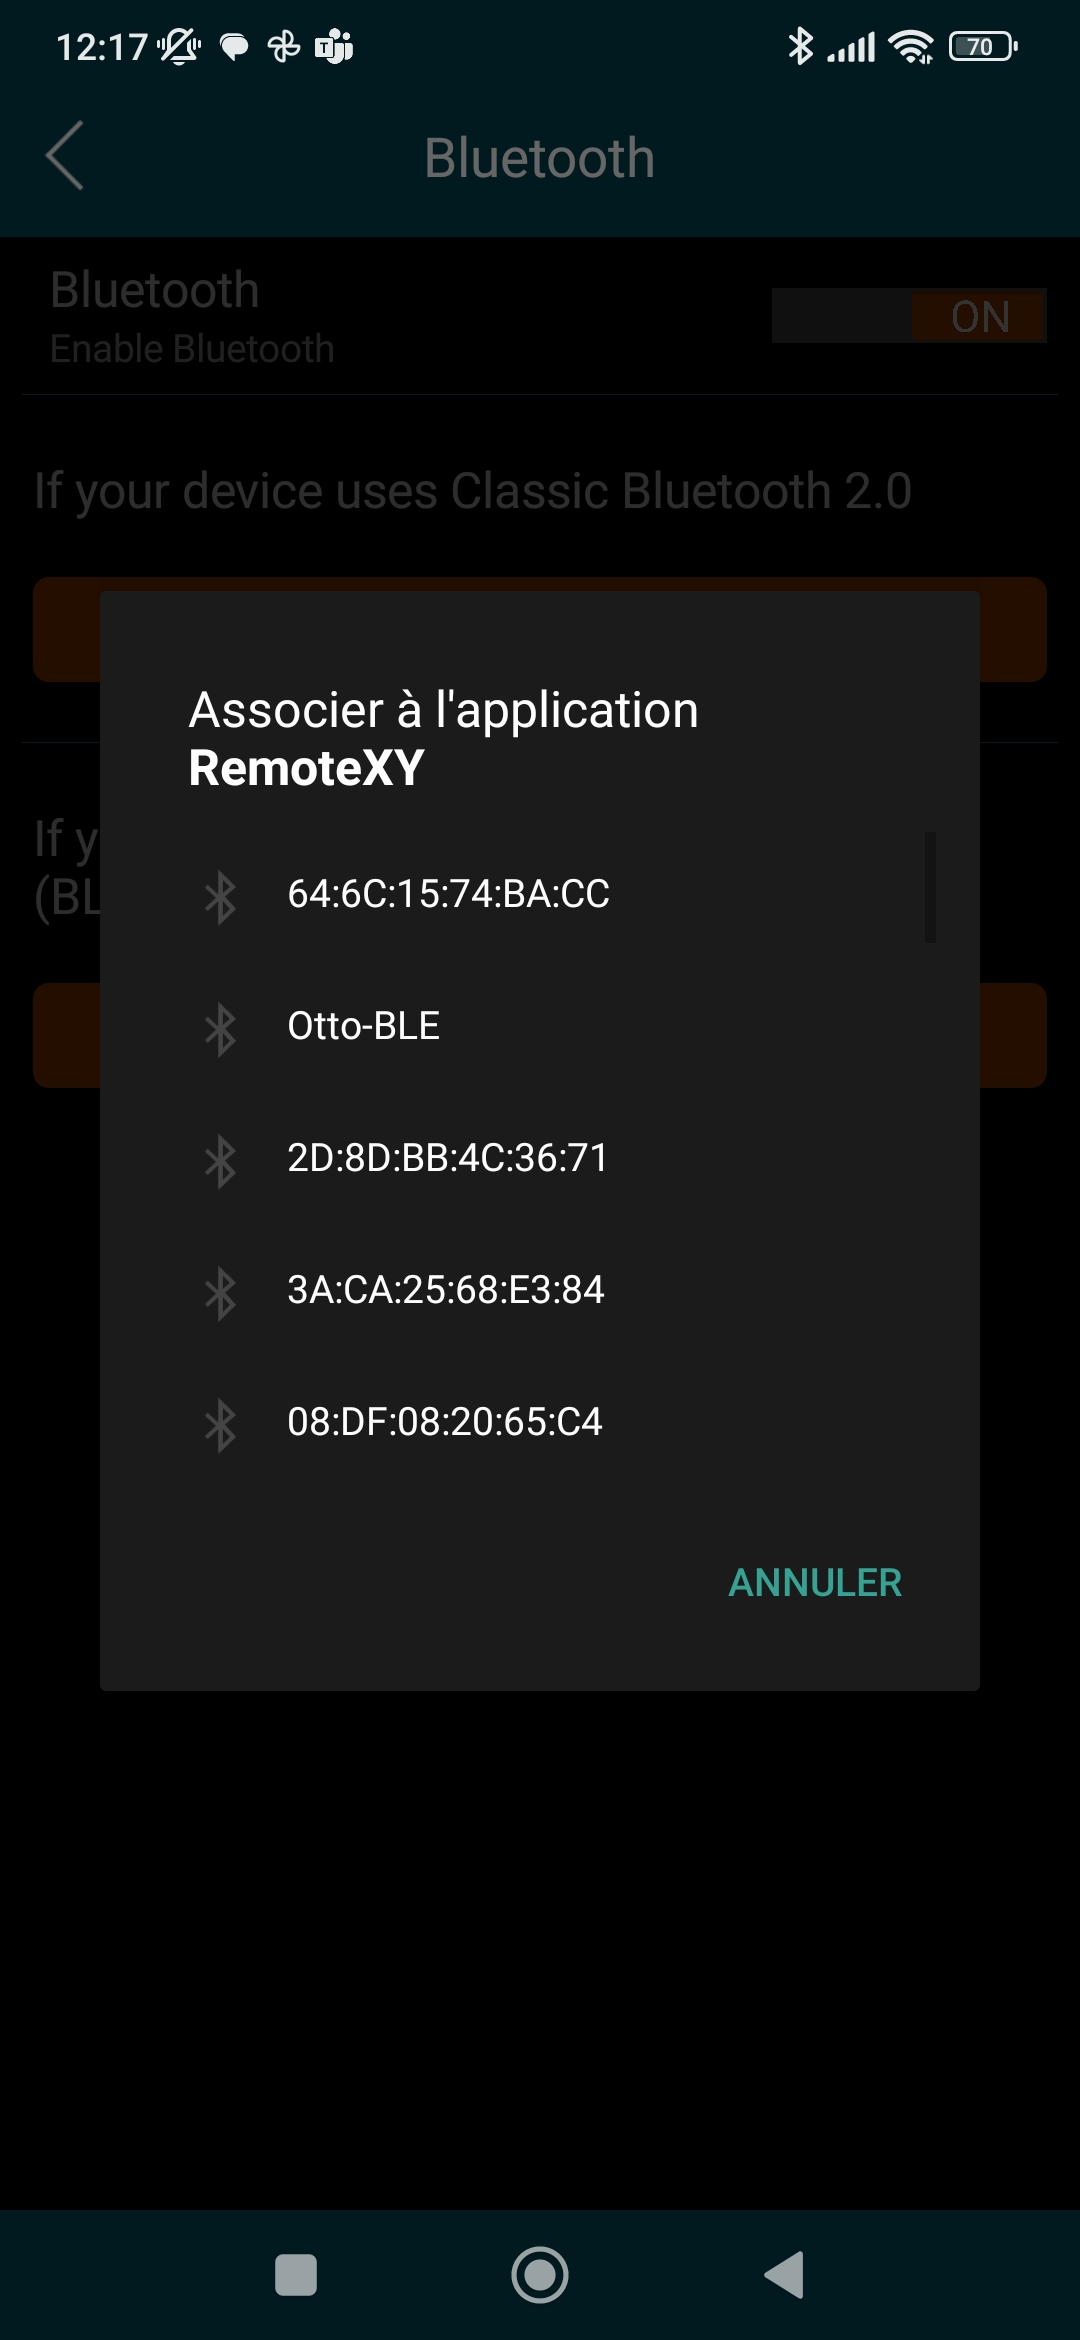 12:17
70
Bluetooth
Bluetooth
Enable Bluetooth
ON
If your device uses Classic Bluetooth 2.0
Associer à l'application
RemoteXY
If y
(BL
64:6C:15:74:BA:CC
Otto-BLE
2D:8D:BB:4C:36:71
3A:CA:25:68:E3:84
08:DF:08:20:65:C4
ANNULER